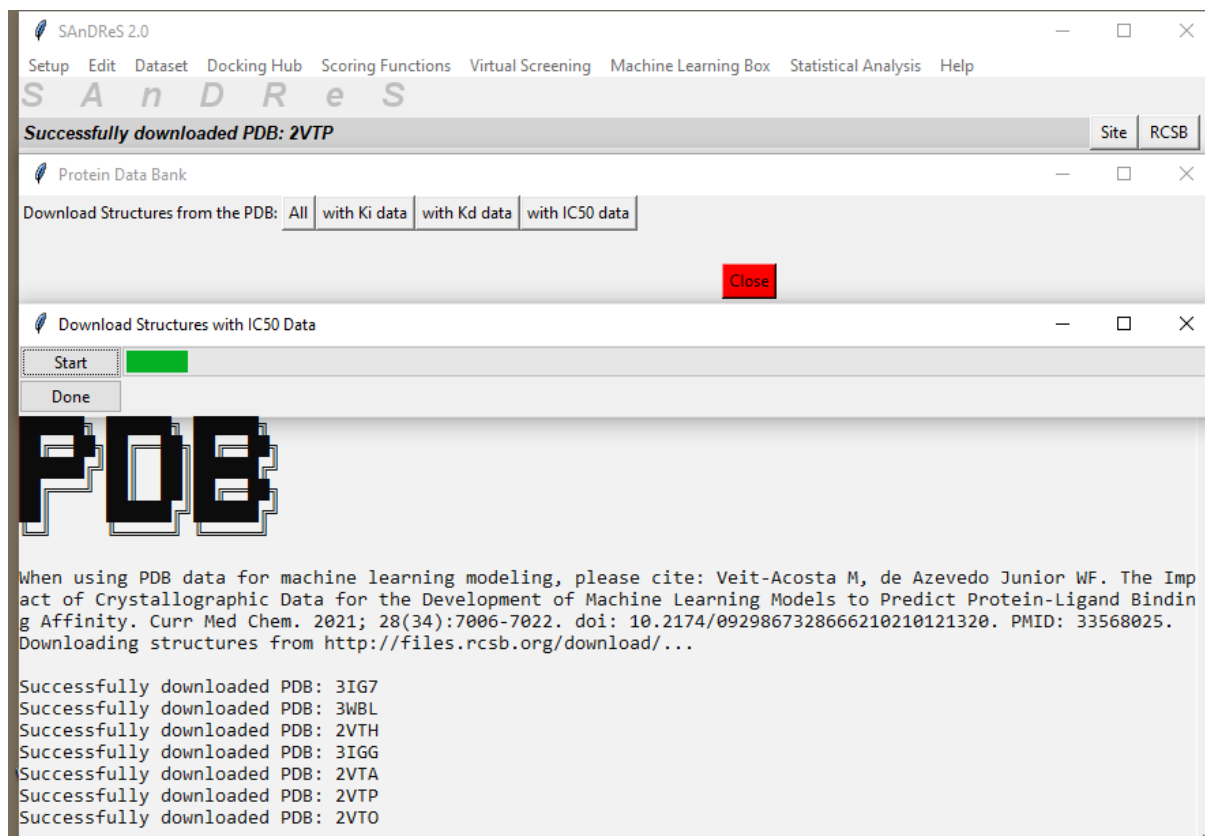 SAnDReS 2.0
Setup Edit Dataset Docking Hub Scoring Functions Virtual Screening Machine Learning Box Statistical Analysis Help
S A n D R e S
Successfully downloaded PDB: 2VTP
Site RCSB
Protein Data Bank
Download Structures from the PDB: All with Ki data with Kd data with IC50 data
Close
Download Structures with IC50 Data
Start
Done
PDB
When using PDB data for machine learning modeling, please cite: Veit-Acosta M, de Azevedo Junior WF. The Imp
act of Crystallographic Data for the Development of Machine Learning Models to Predict Protein-Ligand Bindin
g Affinity. Curr Med Chem. 2021; 28(34):7006-7022. doi: 10.2174/0929867328666210210121320. PMID: 33568025.
Downloading structures from http://files.rcsb.org/download/...
Successfully downloaded PDB: 3IG7
Successfully downloaded PDB: 3WBL
Successfully downloaded PDB: 2VTH
Successfully downloaded PDB: 3IGG
Successfully downloaded PDB: 2VTA
Successfully downloaded PDB: 2VTP
Successfully downloaded PDB: 2VTO